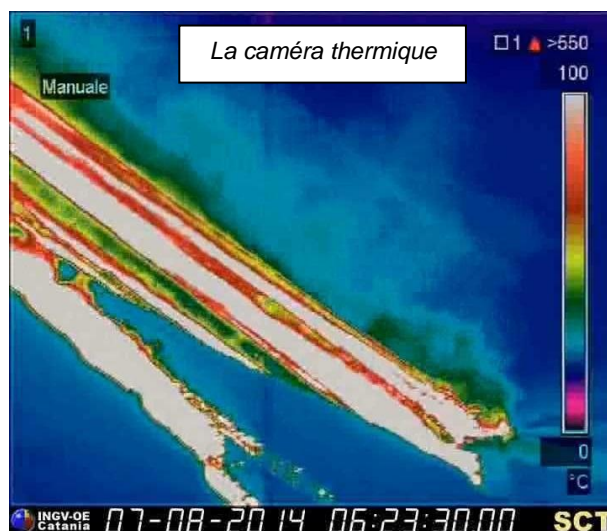 1
La caméra thermique
□1 ▲ >550
100
Manuale
0
°C
INGV-OE
Catania
07-08-2014 06:23:30.00
SCT